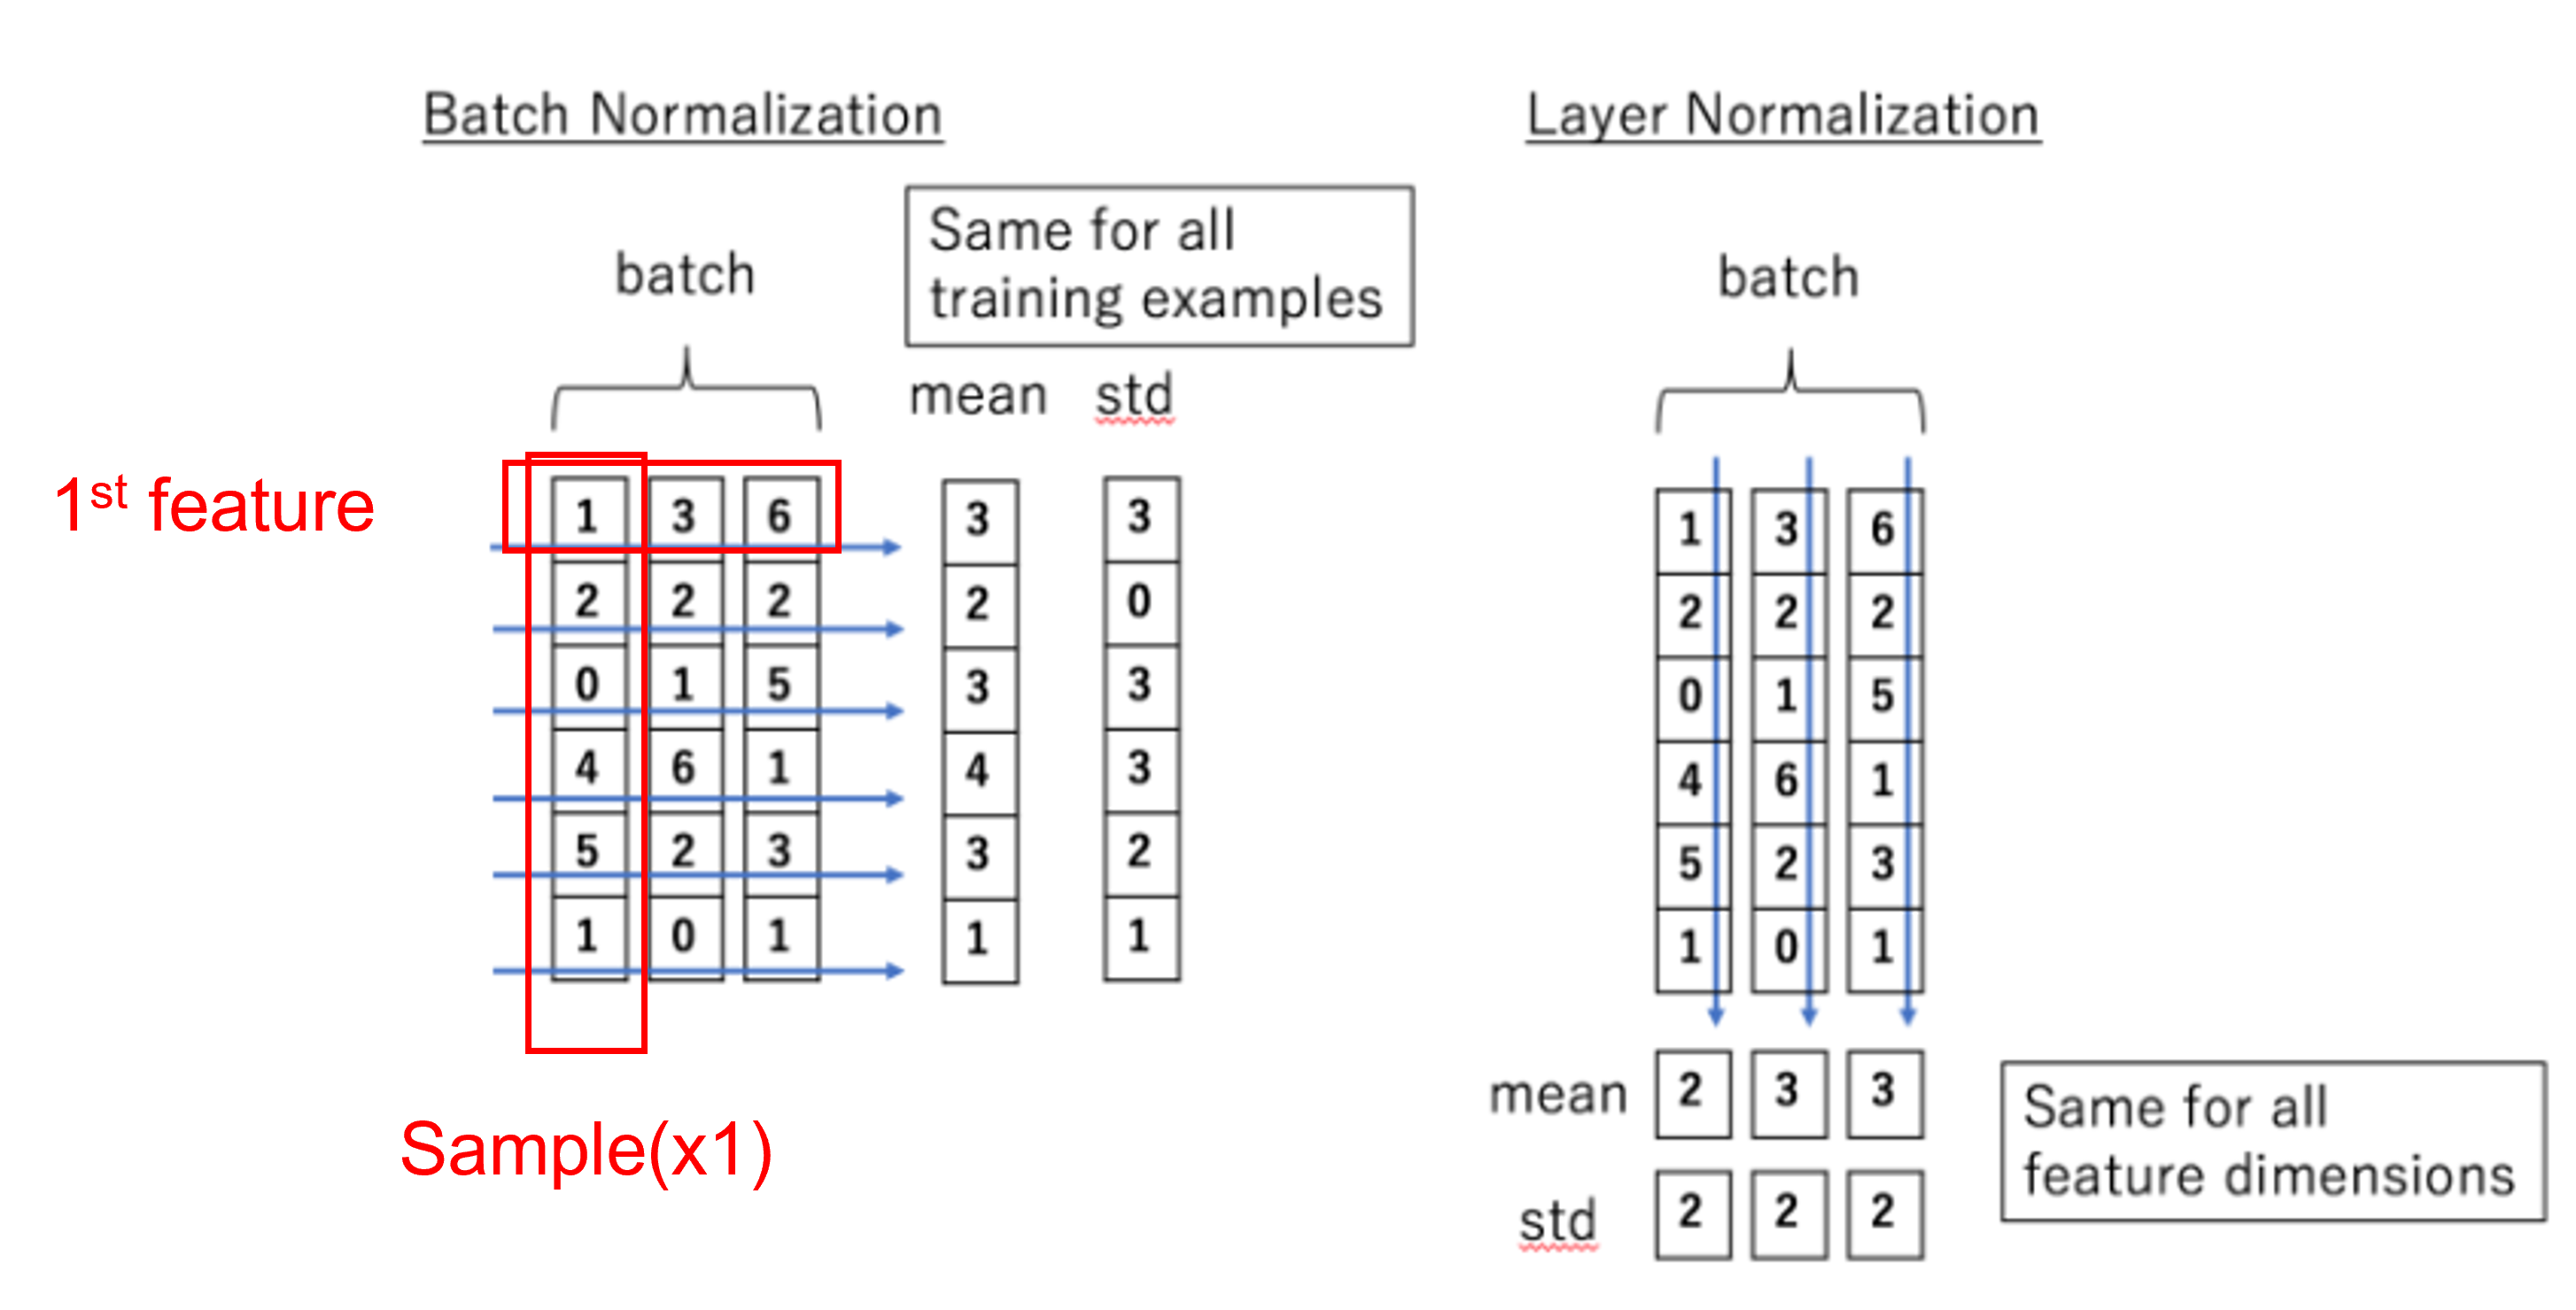 Batch Normalization
Same for all
training examples
batch
mean std
1st feature
1 3 6 3 3
2 2 2 2 0
0 1 5 3 3
4 6 1 4 3
5 2 3 3 2
1 0 1 1 1
Sample(x1)
Layer Normalization
batch
1 3 6
2 2 2
0 1 5
4 6 1
5 2 3
1 0 1
mean 2 3 3
std 2 2 2
Same for all
feature dimensions